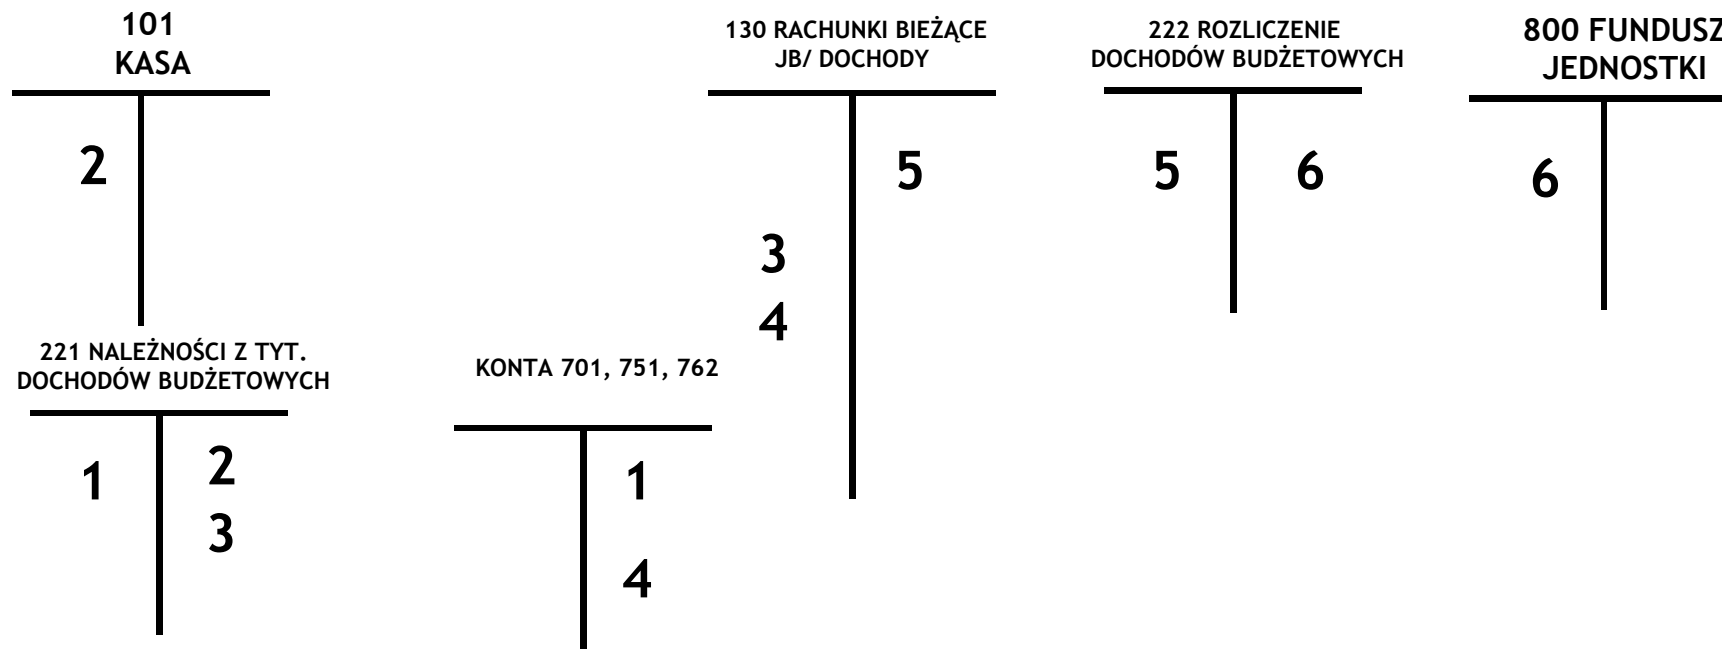 101
KASA
2
130 RACHUNKI BIEŻĄCE
JB/ DOCHODY
5
3
4
222 ROZLICZENIE
DOCHODÓW BUDŻETOWYCH
5 6
800 FUNDUSZ
JEDNOSTKI
6
221 NALEŻNOŚCI Z TYT.
DOCHODÓW BUDŻETOWYCH
1 2
3
KONTA 701, 751, 762
1
4